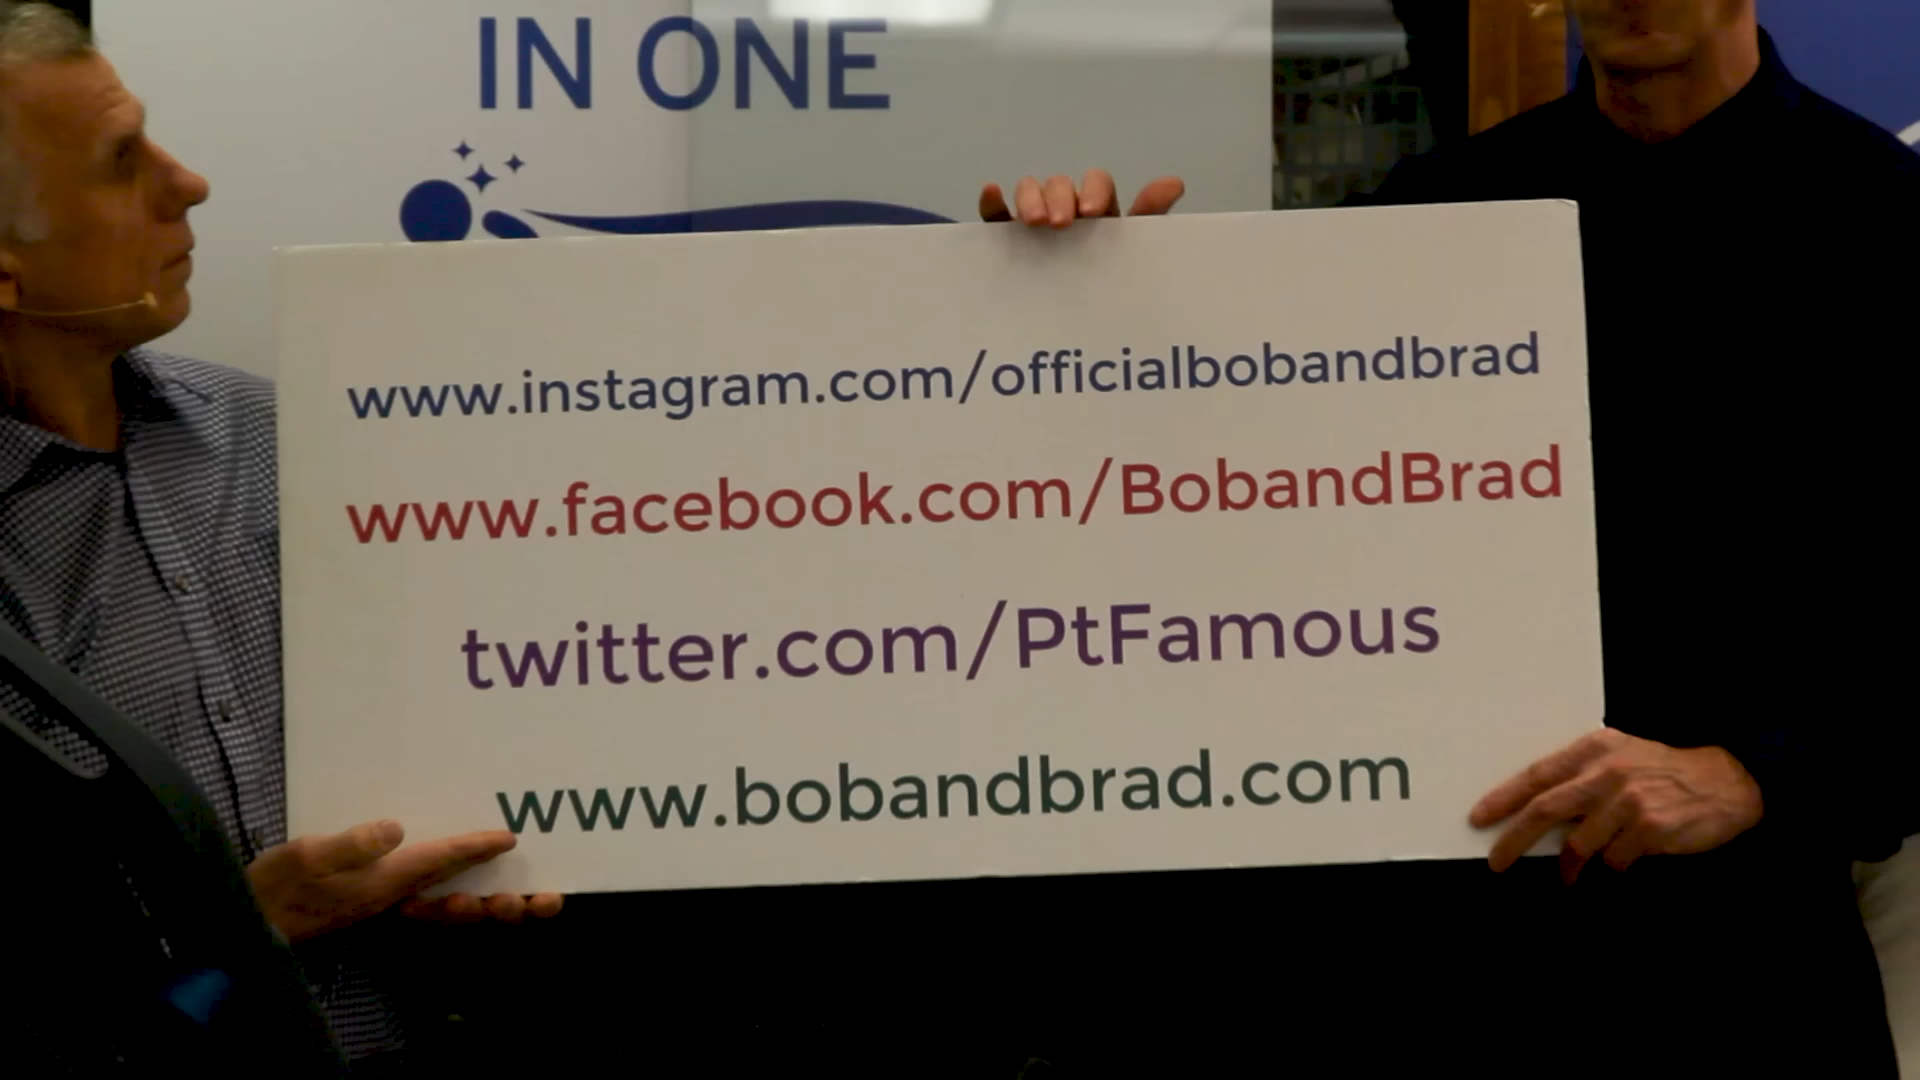 IN ONE
www.instagram.com/officialbobandbrad
www.facebook.com/BobandBrad
twitter.com/PtFamous
www.bobandbrad.com